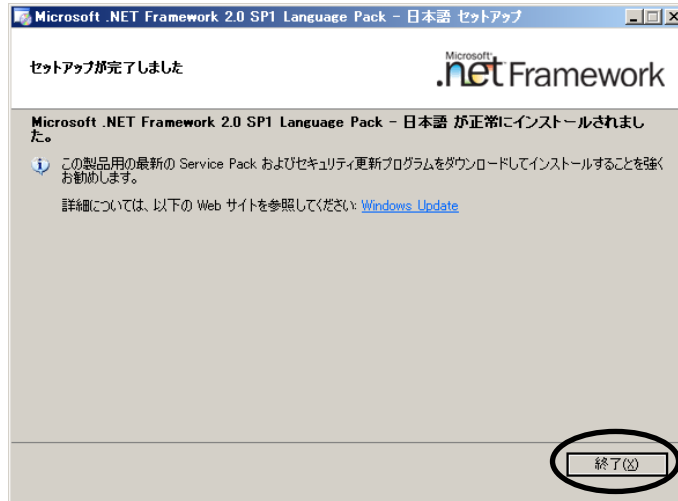 Microsoft .NET Framework 2.0 SP1 Language Pack - 日本語 セットアップ
セットアップが完了しました
Microsoft
.net Framework
Microsoft .NET Framework 2.0 SP1 Language Pack - 日本語 が正常にインストールされまし
た。
この製品用の最新の Service Pack およびセキュリティ更新プログラムをダウンロードしてインストールすることを強く
お勧めします。
詳細については、以下の Web サイトを参照してください: Windows Update
終了(X)